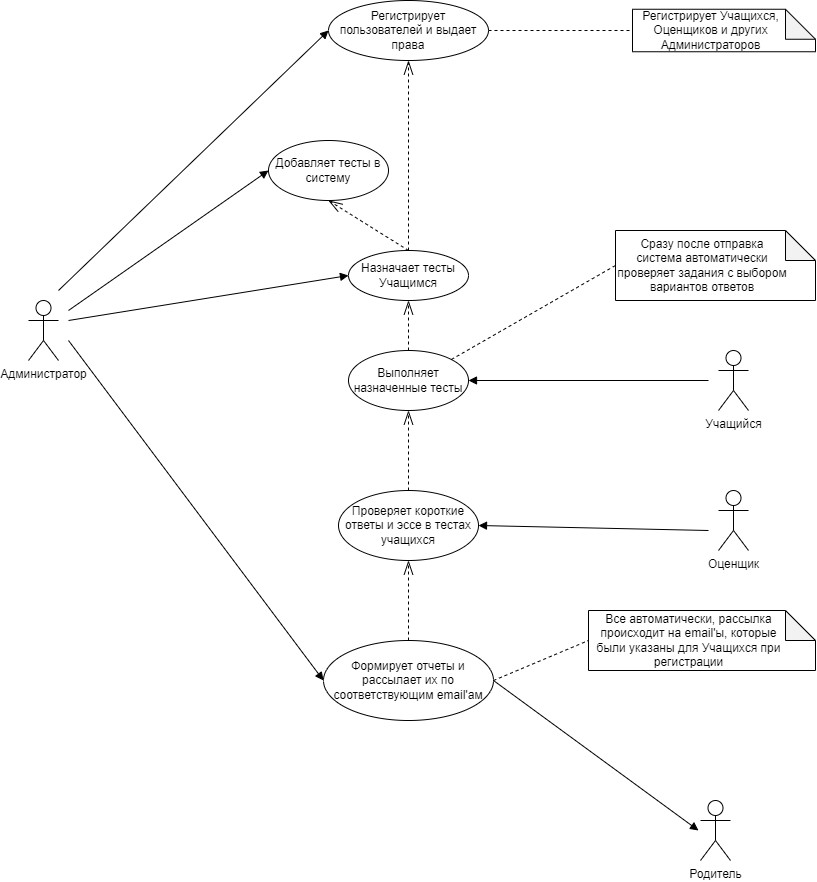 Регистрирует
пользователей и выдает
права
Регистрирует Учащихся,
Оценщиков и других
Администраторов
Добавляет тесты в
систему
Сразу после отправка
система автоматически
проверяет задания с выбором
вариантов ответов
Назначает тесты
Учащимся
Администратор
Выполняет
назначенные тесты
Учащийся
Проверяет короткие
ответы и эссе в тестах
учащихся
Оценщик
Все автоматически, рассылка
происходит на email'ы, которые
были указаны для Учащихся при
регистрации
Формирует отчеты и
рассылает их по
соответствующим email'ам
Родитель